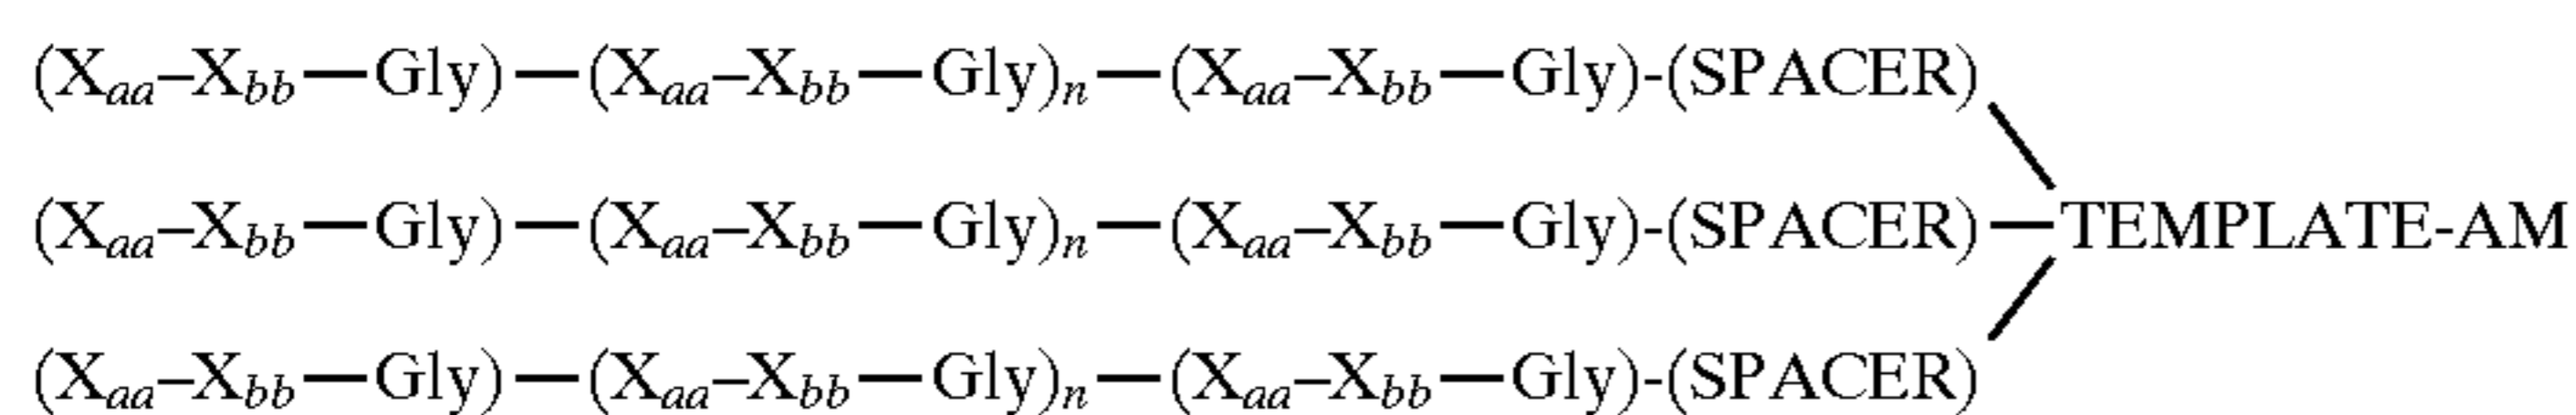 (Xaa–Xbb—Gly)—(Xaa–Xbb—Gly)n—(Xaa–Xbb—Gly)-(SPACER)
(Xaa–Xbb—Gly)—(Xaa–Xbb—Gly)n—(Xaa–Xbb—Gly)-(SPACER)—TEMPLATE-AM
(Xaa–Xbb—Gly)—(Xaa–Xbb—Gly)n—(Xaa–Xbb—Gly)-(SPACER)